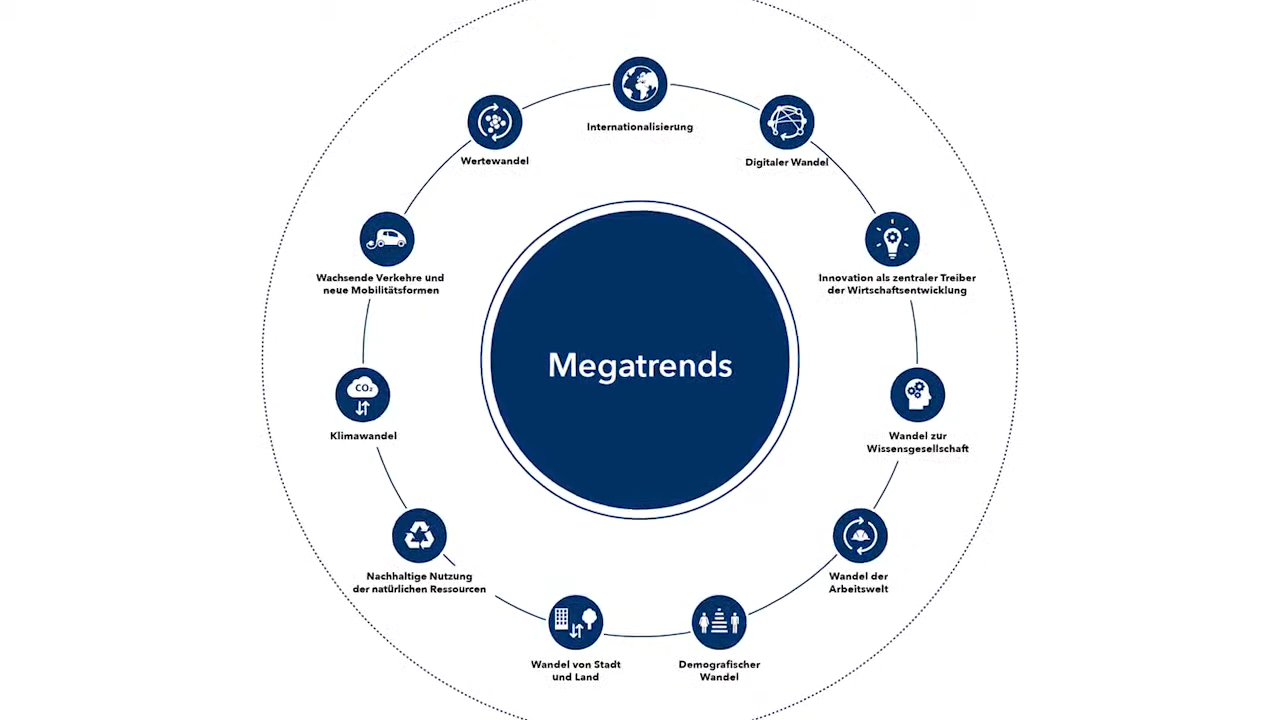 Internationalisierung
Wertewandel
Digitaler Wandel
Wachsende Verkehre und
neue Mobilitätsformen
Innovation als zentraler Treiber
der Wirtschaftsentwicklung
Megatrends
CO₂
Klimawandel
Wandel zur
Wissensgesellschaft
Nachhaltige Nutzung
der natürlichen Ressourcen
Wandel der
Arbeitswelt
Wandel von Stadt
und Land
Demografischer
Wandel